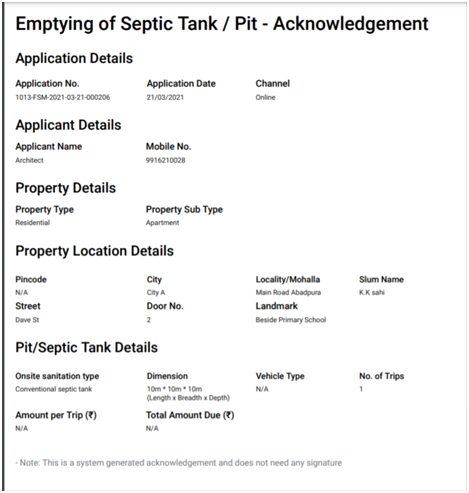 Emptying of Septic Tank / Pit - Acknowledgement
Application Details
Application No. Application Date Channel
1013-FSM-2021-03-21-000206 21/03/2021 Online
Applicant Details
Applicant Name Mobile No.
Architect 9916210028
Property Details
Property Type Property Sub Type
Residential Apartment
Property Location Details
Pincode City Locality/Mohalla Slum Name
N/A City A Main Road Abadpura K.K sahi
Street Door No. Landmark
Dave St 2 Beside Primary School
Pit/Septic Tank Details
Onsite sanitation type Dimension Vehicle Type No. of Trips
Conventional septic tank 10m * 10m * 10m N/A 1
(Length x Breadth x Depth)
Amount per Trip (₹) Total Amount Due (₹)
N/A N/A
- Note: This is a system generated acknowledgement and does not need any signature